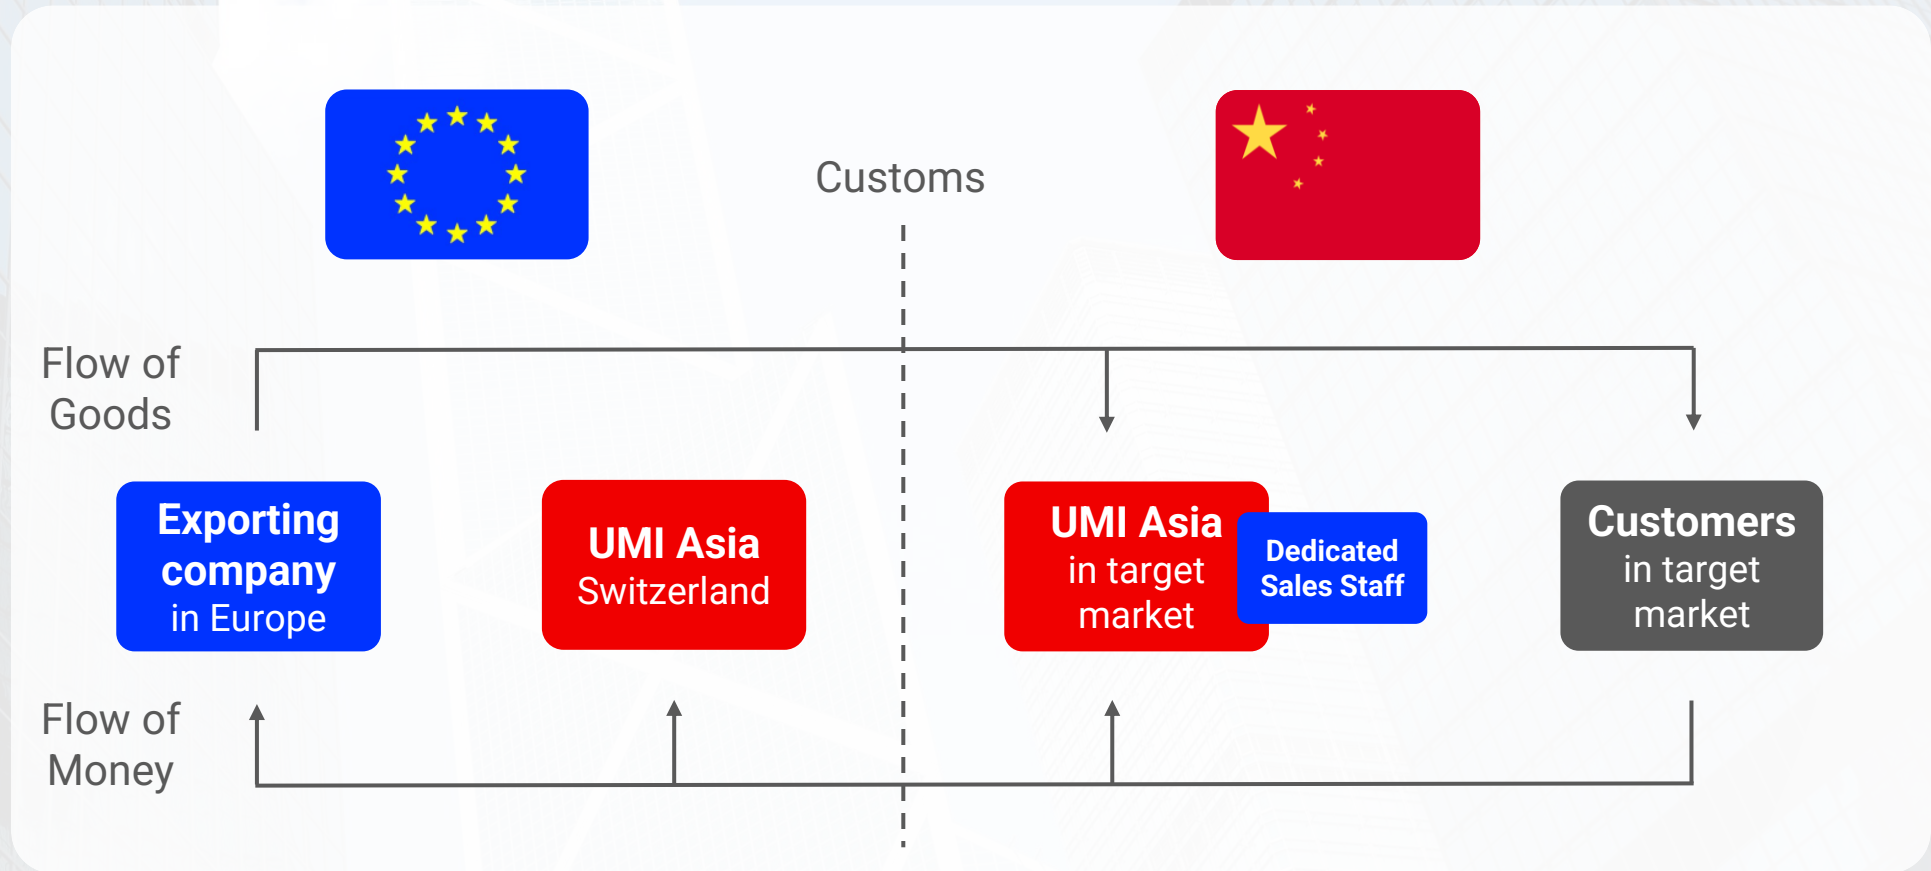 Customs
Flow of
Goods
Exporting
company
in Europe
UMI Asia
Switzerland
UMI Asia
in target
market
Dedicated
Sales Staff
Customers
in target
market
Flow of
Money